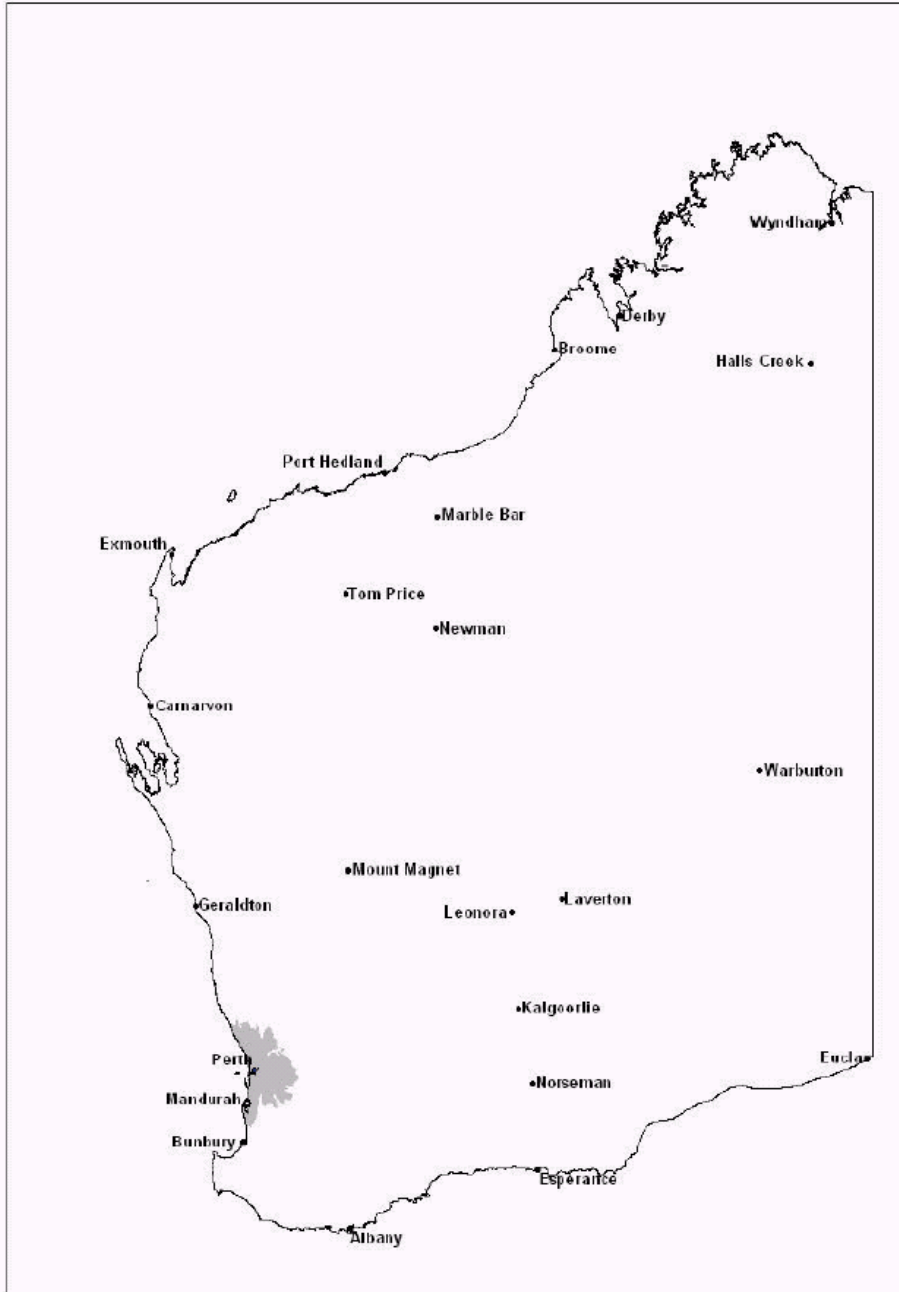 Wyndham
Derby
Broome
Halls Creek
Port Hedland
Marble Bar
Exmouth
Tom Price
Newman
Carnarvon
Warburton
Mount Magnet
Laverton
Geraldton
Leonora
Kalgoorlie
Perth
Eucla
Norseman
Mandurah
Bunbury
Esperance
Albany